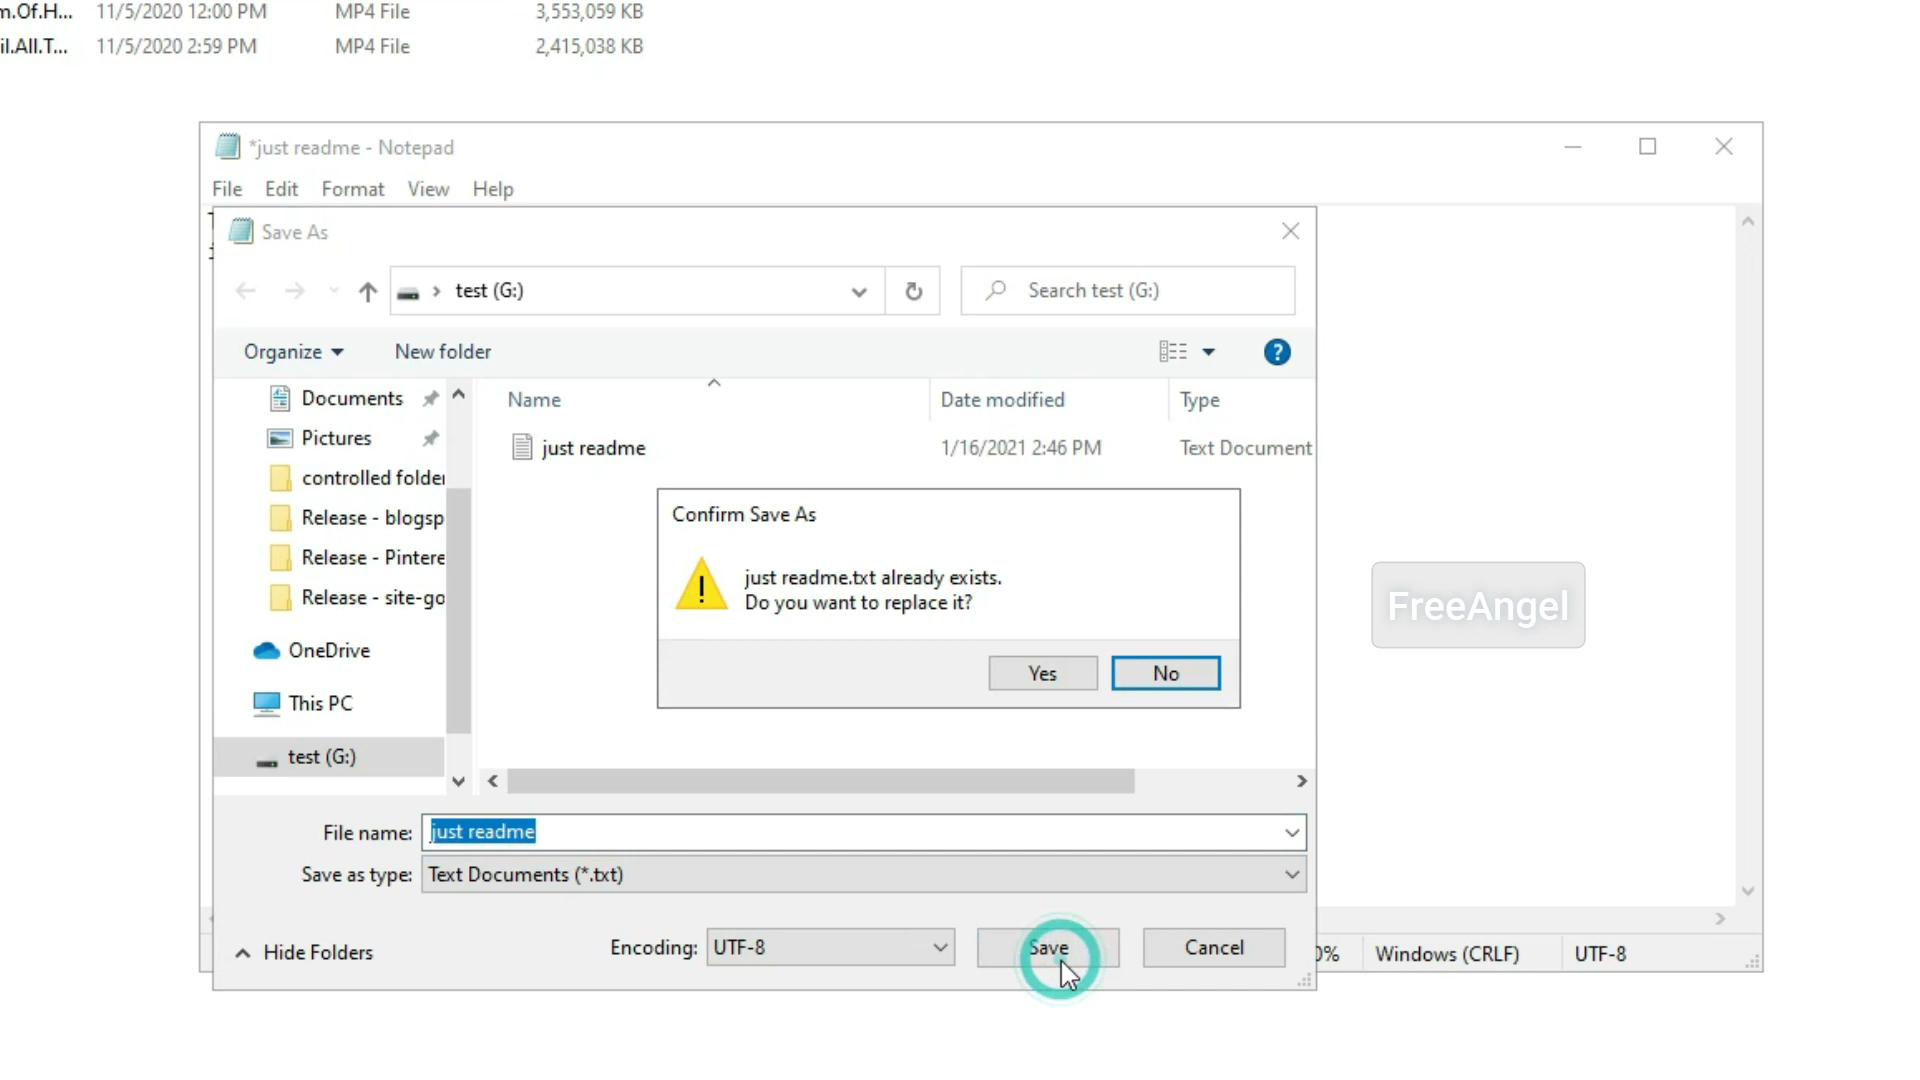 m.Of.H... 11/5/2020 12:00 PM MP4 File 3,553,059 KB
il.All.T... 11/5/2020 2:59 PM MP4 File 2,415,038 KB
*just readme - Notepad
File Edit Format View Help
Save As
test (G:)
Search test (G:)
Organize New folder
?
Documents
Pictures
controlled folder
Release - blogsp
Release - Pintere
Release - site-go
OneDrive
This PC
test (G:)
Name Date modified Type
just readme 1/16/2021 2:46 PM Text Document
Confirm Save As
just readme.txt already exists.
Do you want to replace it?
Yes No
FreeAngel
File name: just readme
Save as type: Text Documents (*.txt)
Hide Folders Encoding: UTF-8 Save Cancel
0% Windows (CRLF) UTF-8